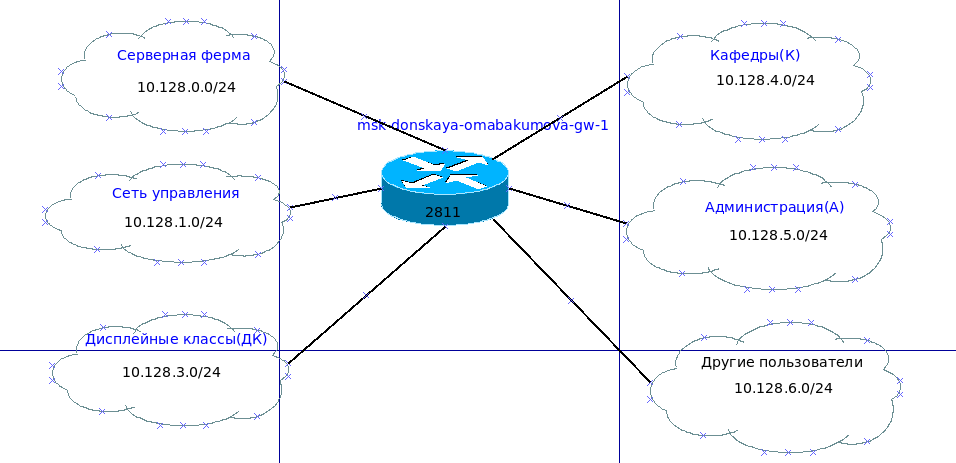 Серверная ферма
10.128.0.0/24
Кафедры(К)
10.128.4.0/24
msk-donskaya-omabakumova-gw-1
2811
Сеть управления
10.128.1.0/24
Администрация(А)
10.128.5.0/24
Дисплейные классы(ДК)
10.128.3.0/24
Другие пользователи
10.128.6.0/24